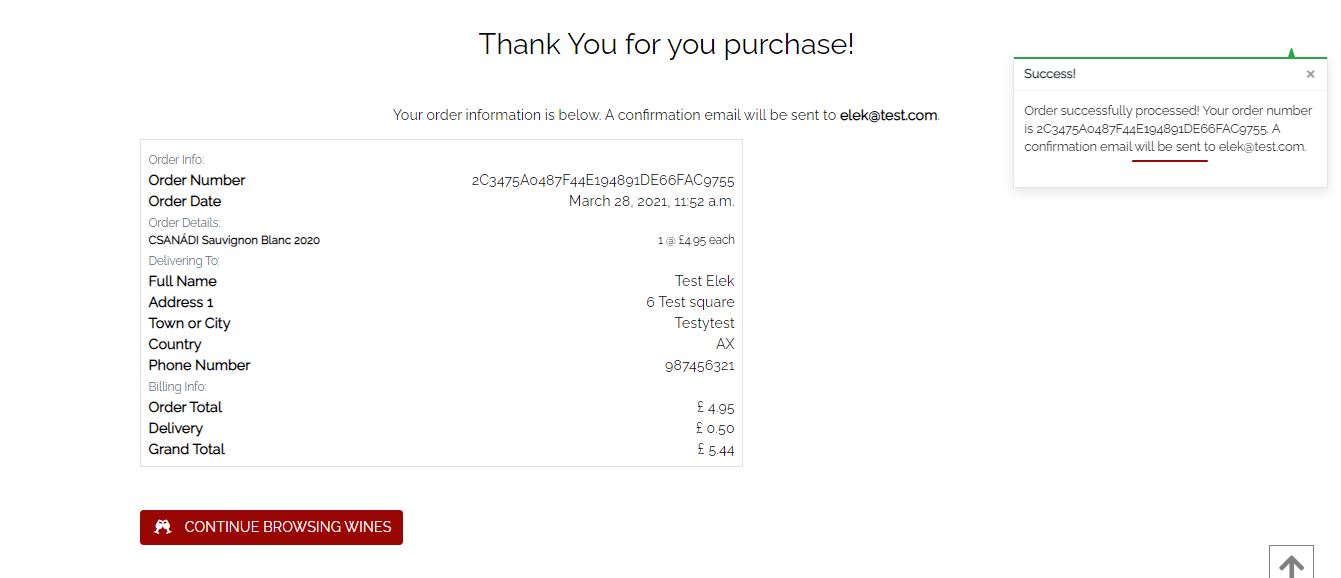 Thank You for you purchase!
Your order information is below. A confirmation email will be sent to elek@test.com.
Success! ×
Order successfully processed! Your order number
is 2C3475A0487F44E194891DE66FAC9755. A
confirmation email will be sent to elek@test.com.
Order Info:
Order Number 2C3475A0487F44E194891DE66FAC9755
Order Date March 28, 2021, 11:52 a.m.
Order Details:
CSANÁDI Sauvignon Blanc 2020 1 @ £4.95 each
Delivering To:
Full Name Test Elek
Address 1 6 Test square
Town or City Testytest
Country AX
Phone Number 987456321
Billing Info:
Order Total £ 4.95
Delivery £ 0.50
Grand Total £ 5.44
CONTINUE BROWSING WINES